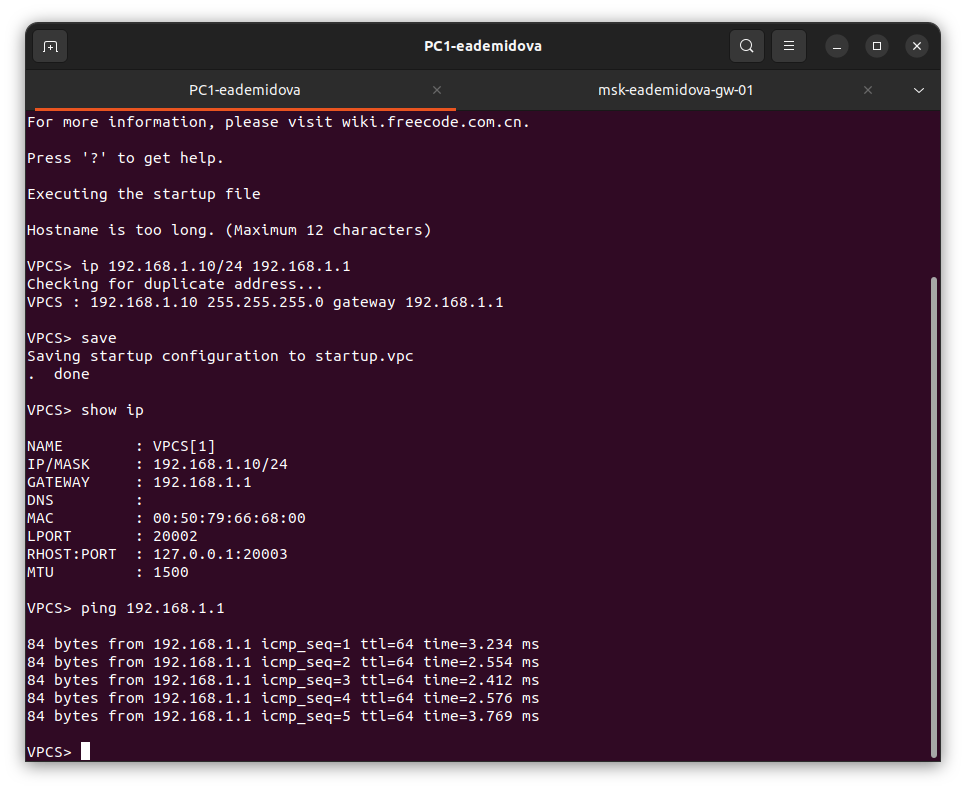 PC1-eademidova
PC1-eademidova
msk-eademidova-gw-01
For more information, please visit wiki.freecode.com.cn.
Press '?' to get help.
Executing the startup file
Hostname is too long. (Maximum 12 characters)
VPCS> ip 192.168.1.10/24 192.168.1.1
Checking for duplicate address...
VPCS : 192.168.1.10 255.255.255.0 gateway 192.168.1.1
VPCS> save
Saving startup configuration to startup.vpc
.  done
VPCS> show ip
NAME        : VPCS[1]
IP/MASK     : 192.168.1.10/24
GATEWAY     : 192.168.1.1
DNS         :
MAC         : 00:50:79:66:68:00
LPORT       : 20002
RHOST:PORT  : 127.0.0.1:20003
MTU         : 1500
VPCS> ping 192.168.1.1
84 bytes from 192.168.1.1 icmp_seq=1 ttl=64 time=3.234 ms
84 bytes from 192.168.1.1 icmp_seq=2 ttl=64 time=2.554 ms
84 bytes from 192.168.1.1 icmp_seq=3 ttl=64 time=2.412 ms
84 bytes from 192.168.1.1 icmp_seq=4 ttl=64 time=2.576 ms
84 bytes from 192.168.1.1 icmp_seq=5 ttl=64 time=3.769 ms
VPCS>